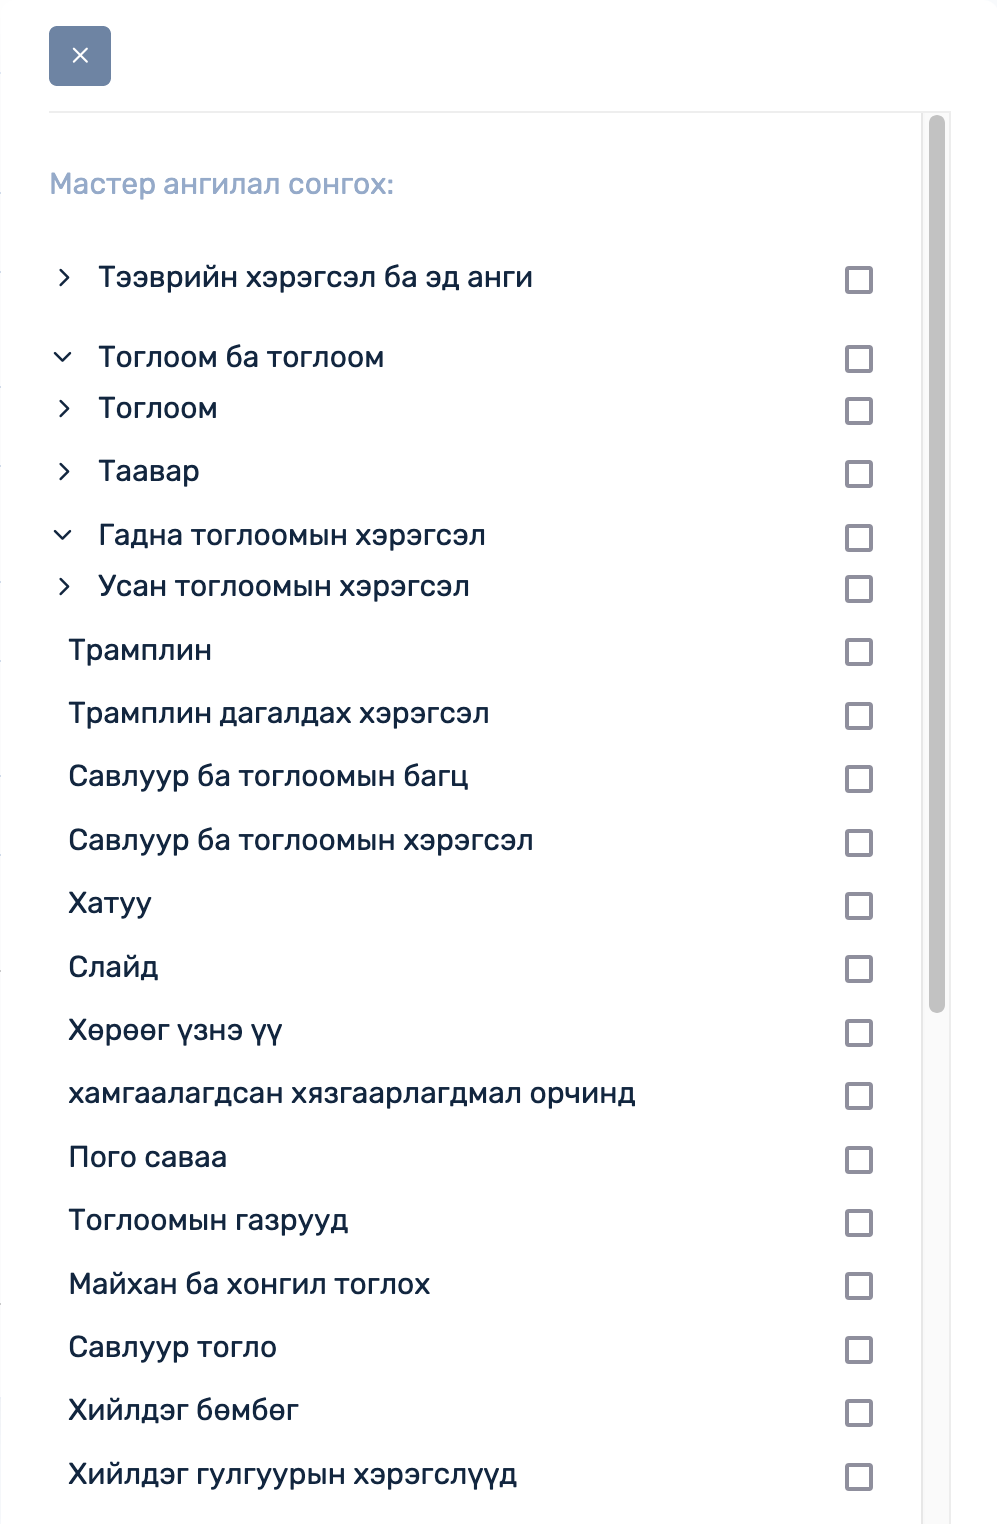 Мастер ангилал сонгох:
Тээврийн хэрэгсэл ба эд анги
Тоглоом ба тоглоом
Тоглоом
Таавар
Гадна тоглоомын хэрэгсэл
Усан тоглоомын хэрэгсэл
Трамплин
Трамплин дагалдах хэрэгсэл
Савлуур ба тоглоомын багц
Савлуур ба тоглоомын хэрэгсэл
Хатуу
Слайд
Хөрөөг үзнэ үү
хамгаалагдсан хязгаарлагдмал орчинд
Пого саваа
Тоглоомын газрууд
Майхан ба хонгил тоглох
Савлуур тогло
Хийлдэг бөмбөг
Хийлдэг гулгуурын хэрэгслүүд